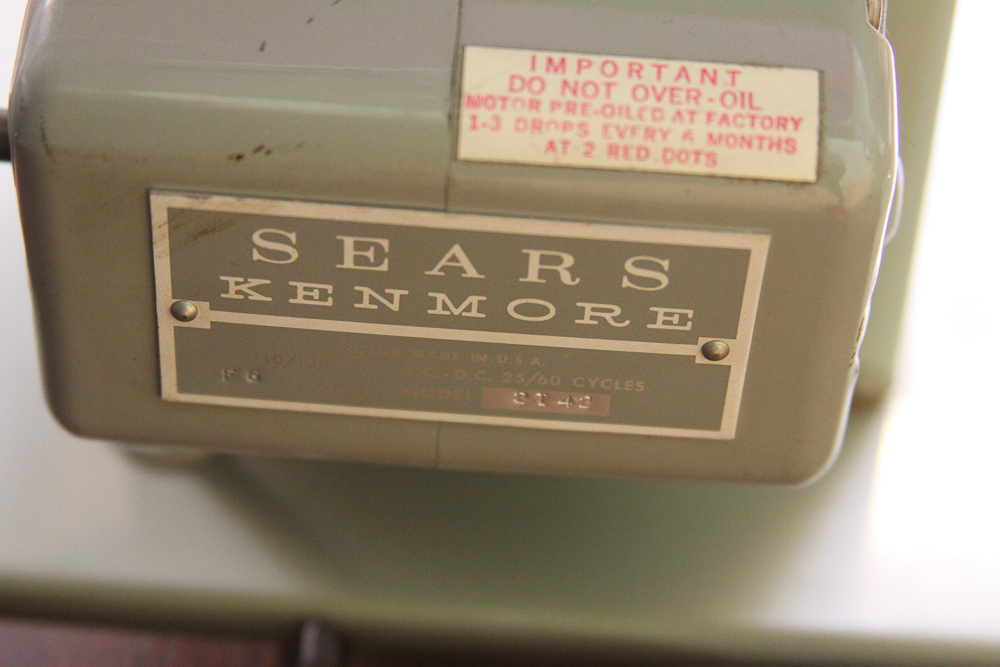 IMPORTANT
DO NOT OVER-OIL
MOTOR PRE-OILED AT FACTORY
1-3 DROPS EVERY 6 MONTHS
AT 2 RED DOTS
SEARS
KENMORE
MADE IN U.S.A.
A.C.-D.C. 25/60 CYCLES
MODEL